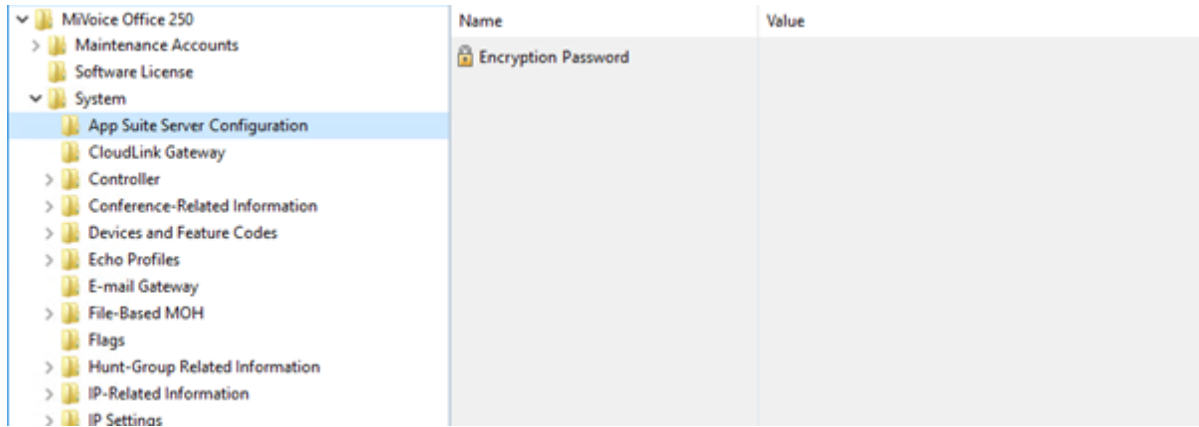 MiVoice Office 250
Maintenance Accounts
Software License
System
App Suite Server Configuration
CloudLink Gateway
Controller
Conference-Related Information
Devices and Feature Codes
Echo Profiles
E-mail Gateway
File-Based MOH
Flags
Hunt-Group Related Information
IP-Related Information
IP Settings
Name Value
Encryption Password